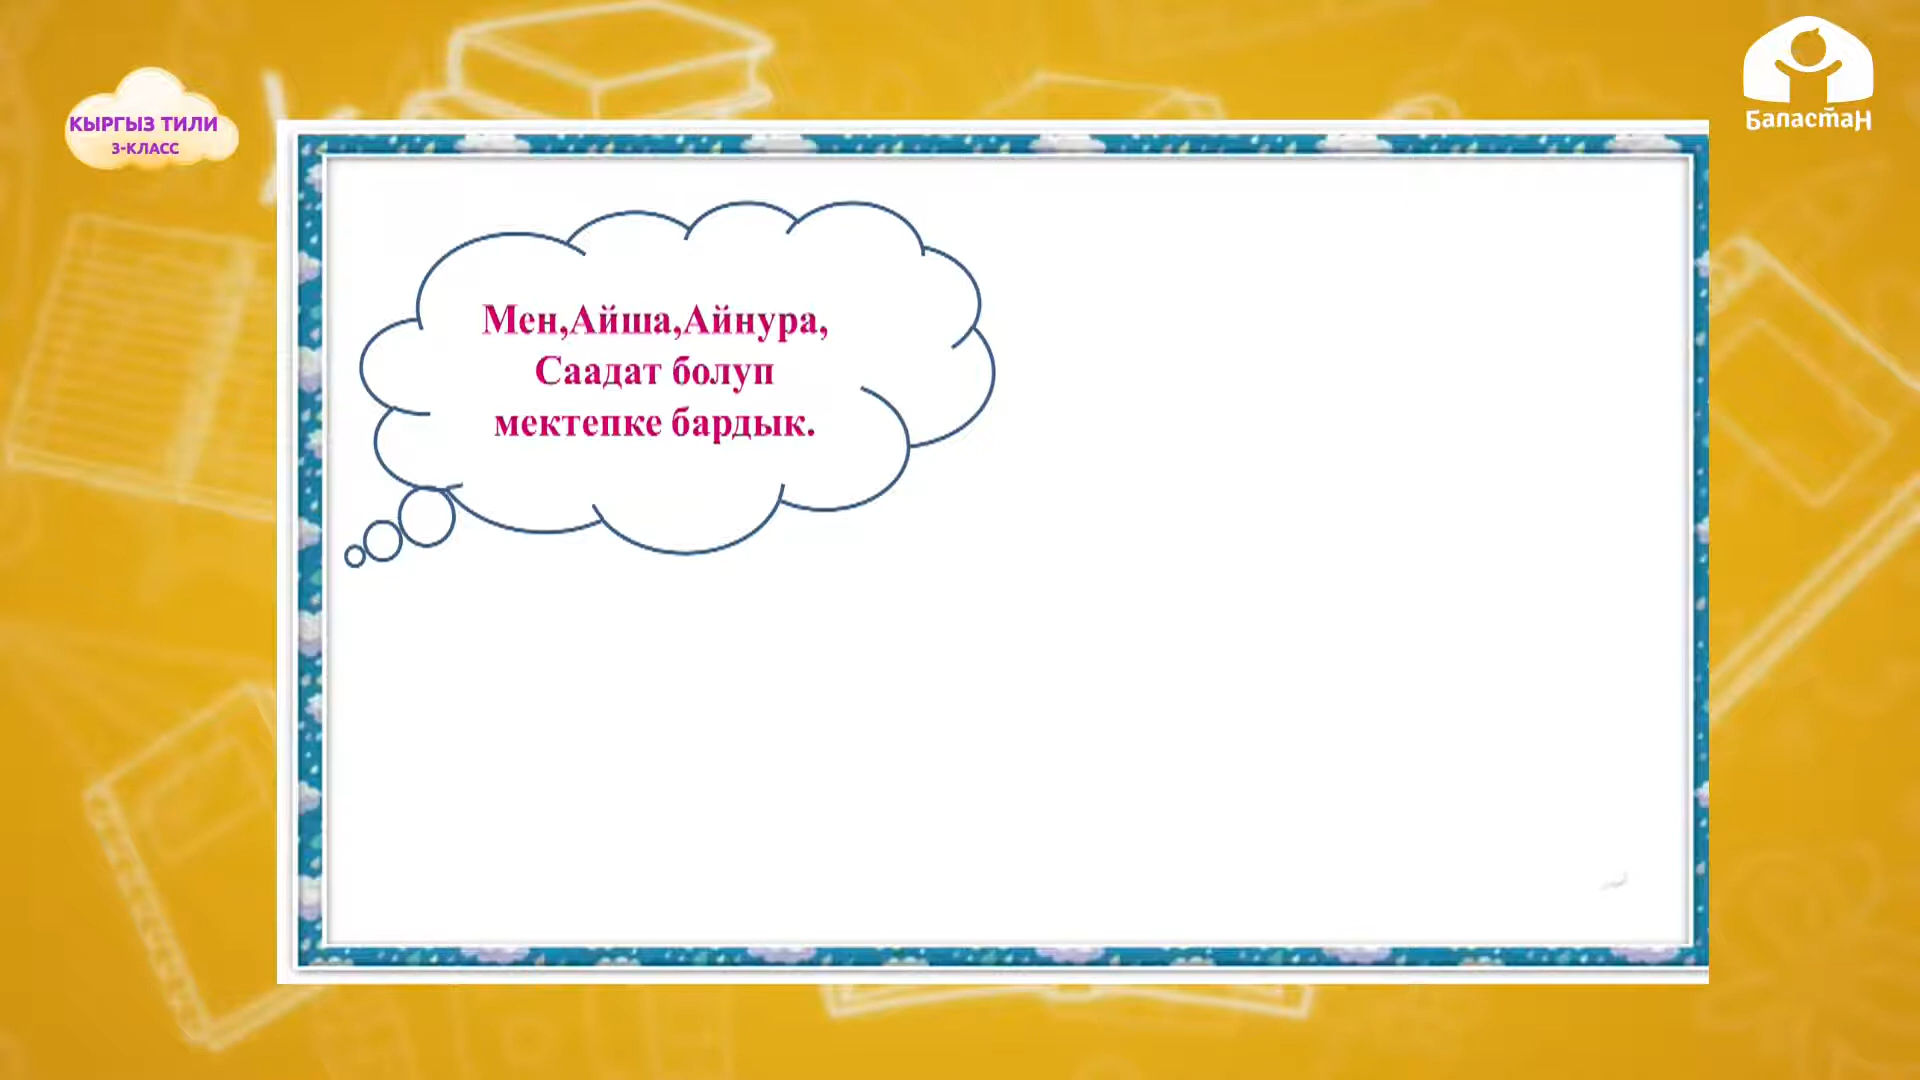 КЫРГЫЗ ТИЛИ
3-КЛАСС
Баластан
Мен,Айша,Айнура,
Саадат болуп
мектепке бардык.